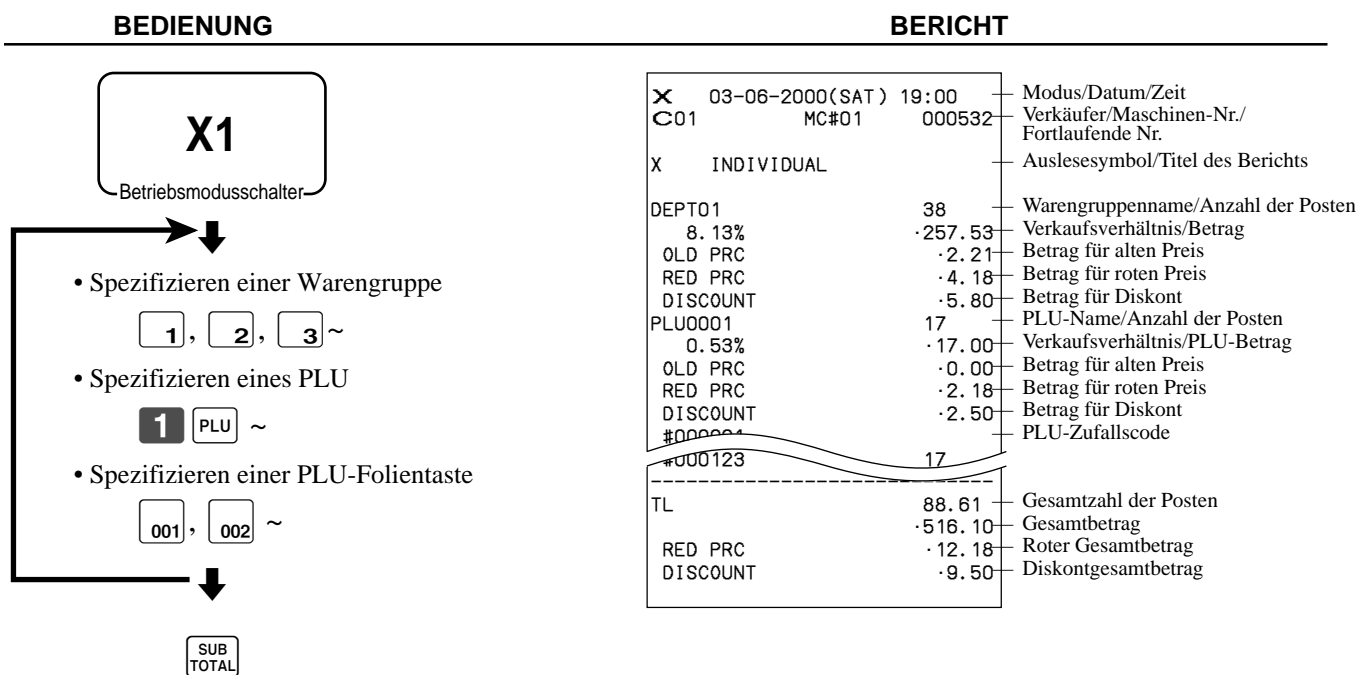 BEDIENUNG
BERICHT
X1
Betriebsmodusschalter
• Spezifizieren einer Warengruppe
1, 2, 3~
• Spezifizieren eines PLU
1 PLU ~
• Spezifizieren einer PLU-Folientaste
001, 002 ~
SUB
TOTAL
X 03-06-2000(SAT) 19:00 Modus/Datum/Zeit
C01 MC#01 000532 Verkäufer/Maschinen-Nr./
Fortlaufende Nr.
X INDIVIDUAL Auslesesymbol/Titel des Berichts
DEPT01 38 Warengruppenname/Anzahl der Posten
8.13% ·257.53 Verkaufsverhältnis/Betrag
OLD PRC ·2.21 Betrag für alten Preis
RED PRC ·4.18 Betrag für roten Preis
DISCOUNT ·5.80 Betrag für Diskont
PLU0001 17 PLU-Name/Anzahl der Posten
0.53% ·17.00 Verkaufsverhältnis/PLU-Betrag
OLD PRC ·0.00 Betrag für alten Preis
RED PRC ·2.18 Betrag für roten Preis
DISCOUNT ·2.50 Betrag für Diskont
PLU-Zufallscode
#000123 17
TL 88.61 Gesamtzahl der Posten
·516.10 Gesamtbetrag
RED PRC ·12.18 Roter Gesamtbetrag
DISCOUNT ·9.50 Diskontgesamtbetrag